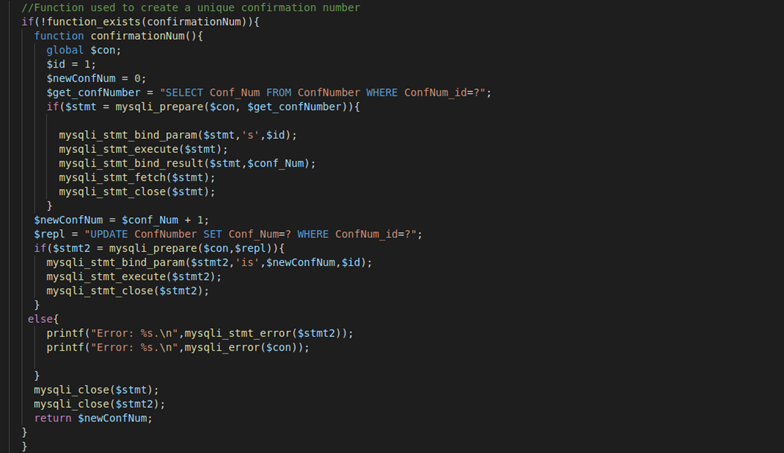 //Function used to create a unique confirmation number
if(!function_exists(confirmationNum)){
function confirmationNum(){
global $con;
$id = 1;
$newConfNum = 0;
$get_confNumber = "SELECT Conf_Num FROM ConfNumber WHERE ConfNum_id=?";
if($stmt = mysqli_prepare($con, $get_confNumber)){
mysqli_stmt_bind_param($stmt,'s',$id);
mysqli_stmt_execute($stmt);
mysqli_stmt_bind_result($stmt,$conf_Num);
mysqli_stmt_fetch($stmt);
mysqli_stmt_close($stmt);
}
$newConfNum = $conf_Num + 1;
$repl = "UPDATE ConfNumber SET Conf_Num=? WHERE ConfNum_id=?";
if($stmt2 = mysqli_prepare($con,$repl)){
mysqli_stmt_bind_param($stmt2,'is',$newConfNum,$id);
mysqli_stmt_execute($stmt2);
mysqli_stmt_close($stmt2);
}
else{
printf("Error: %s.\n",mysqli_stmt_error($stmt2));
printf("Error: %s.\n",mysqli_error($con));
}
mysqli_close($stmt);
mysqli_close($stmt2);
return $newConfNum;
}
}